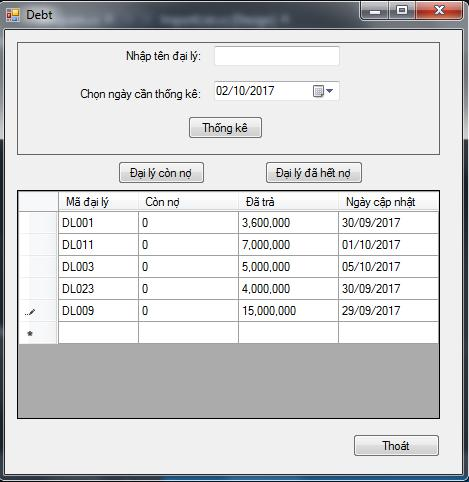 Debt
Nhập tên đại lý:
Chọn ngày cần thống kê: 02/10/2017
Thống kê
Đại lý còn nợ Đại lý đã hết nợ
Mã đại lý Còn nợ Đã trả Ngày cập nhật
DL001 0 3,600,000 30/09/2017
DL011 0 7,000,000 01/10/2017
DL003 0 5,000,000 05/10/2017
DL023 0 4,000,000 30/09/2017
DL009 0 15,000,000 29/09/2017
Thoát